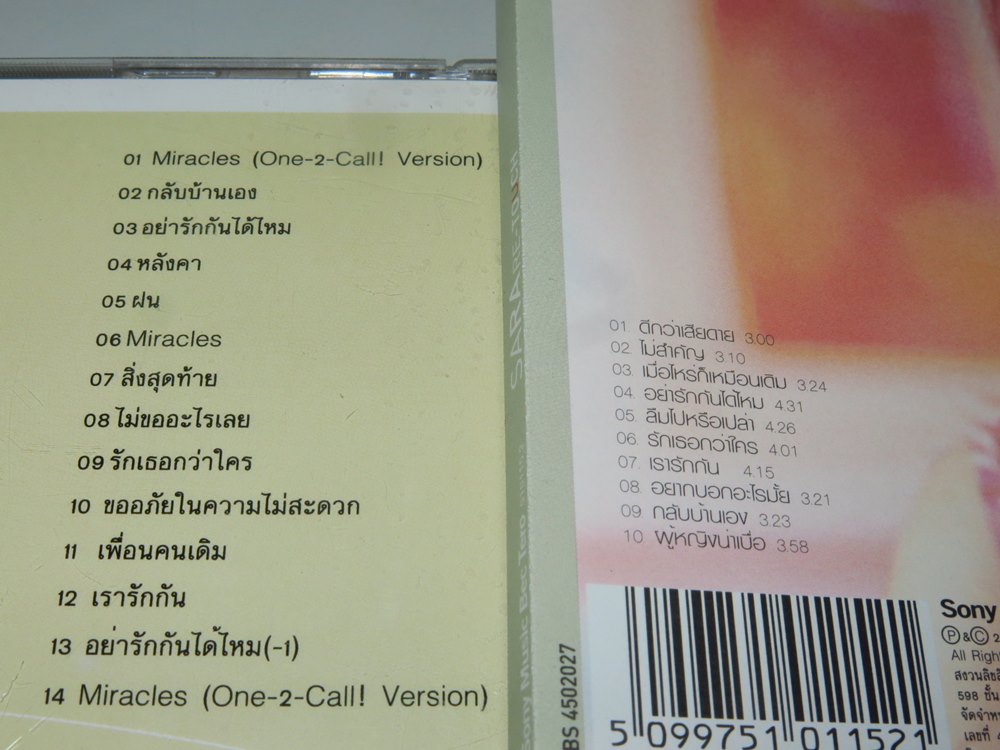 01 Miracles (One-2-Call! Version)
02 กลับบ้านเอง
03 อย่ารักกันได้ไหม
04 หลังคา
05 ฝน
06 Miracles
07 สิ่งสุดท้าย
08 ไม่ขออะไรเลย
09 รักเธอกว่าใคร
10 ขออภัยในความไม่สะดวก
11 เพื่อนคนเดิม
12 เรารักกัน
13 อย่ารักกันได้ไหม(-1)
14 Miracles (One-2-Call! Version)
Sony Music Bec Tero
01. ดีกว่าเสียดาย 3.00
02. ไม่สำคัญ 3.10
03. เมื่อไหร่ก็เหมือนเดิม 3.24
04. อย่ารักกันได้ไหม 4.31
05. ลืมไปหรือเปล่า 4.26
06. รักเธอกว่าใคร 4.01
07. เรารักกัน 4.15
08. อยากบอกอะไรมั้ย 3.21
09. กลับบ้านเอง 3.23
10. ผู้หญิงน่าเบื่อ 3.58
BS 4502027
5 099751 011521
Sony
All Righ
598 ชั้น
เลขที่